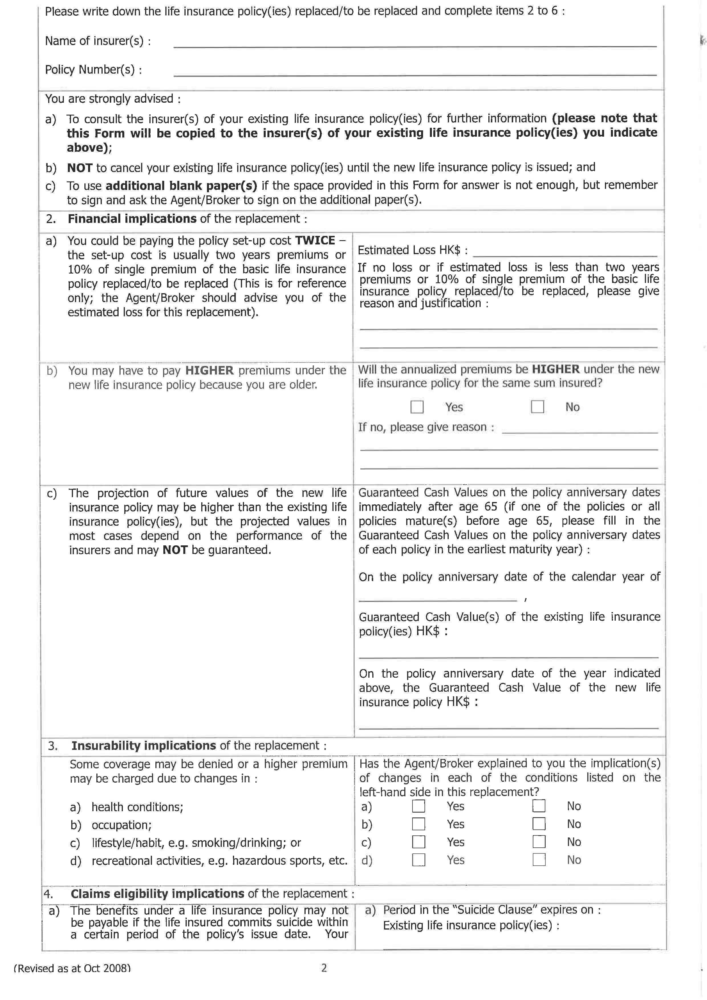 Please write down the life insurance policy(ies) replaced/to be replaced and complete items 2 to 6 :
Name of insurer(s) :
Policy Number(s) :
You are strongly advised :
a) To consult the insurer(s) of your existing life insurance policy(ies) for further information (please note that
this Form will be copied to the insurer(s) of your existing life insurance policy(ies) you indicate
above);
b) NOT to cancel your existing life insurance policy(ies) until the new life insurance policy is issued; and
c) To use additional blank paper(s) if the space provided in this Form for answer is not enough, but remember
to sign and ask the Agent/Broker to sign on the additional paper(s).
2. Financial implications of the replacement :
a) You could be paying the policy set-up cost TWICE –
the set-up cost is usually two years premiums or
10% of single premium of the basic life insurance
policy replaced/to be replaced (This is for reference
only; the Agent/Broker should advise you of the
estimated loss for this replacement).
Estimated Loss HK$ :
If no loss or if estimated loss is less than two years
premiums or 10% of single premium of the basic life
insurance policy replaced/to be replaced, please give
reason and justification :
b) You may have to pay HIGHER premiums under the
new life insurance policy because you are older.
Will the annualized premiums be HIGHER under the new
life insurance policy for the same sum insured?
Yes No
If no, please give reason :
c) The projection of future values of the new life
insurance policy may be higher than the existing life
insurance policy(ies), but the projected values in
most cases depend on the performance of the
insurers and may NOT be guaranteed.
Guaranteed Cash Values on the policy anniversary dates
immediately after age 65 (if one of the policies or all
policies mature(s) before age 65, please fill in the
Guaranteed Cash Values on the policy anniversary dates
of each policy in the earliest maturity year) :
On the policy anniversary date of the calendar year of
,
Guaranteed Cash Value(s) of the existing life insurance
policy(ies) HK$ :
On the policy anniversary date of the year indicated
above, the Guaranteed Cash Value of the new life
insurance policy HK$ :
3. Insurability implications of the replacement :
Some coverage may be denied or a higher premium
may be charged due to changes in :
a) health conditions;
b) occupation;
c) lifestyle/habit, e.g. smoking/drinking; or
d) recreational activities, e.g. hazardous sports, etc.
Has the Agent/Broker explained to you the implication(s)
of changes in each of the conditions listed on the
left-hand side in this replacement?
a) Yes No
b) Yes No
c) Yes No
d) Yes No
4. Claims eligibility implications of the replacement :
a) The benefits under a life insurance policy may not
be payable if the life insured commits suicide within
a certain period of the policy's issue date. Your
a) Period in the "Suicide Clause" expires on :
Existing life insurance policy(ies) :
(Revised as at Oct 2008)
2